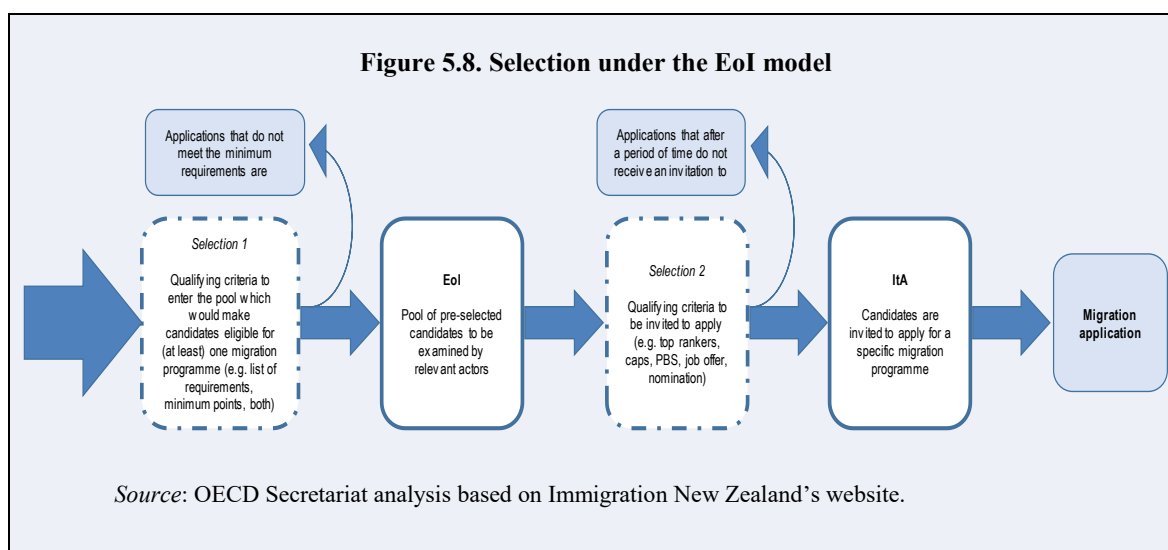 Figure 5.8. Selection under the EoI model
Applications that do not
meet the minimum
requirements are
Applications that after
a period of time do not
receive an invitation to
Selection 1
Qualifying criteria to
enter the pool which
would make
candidates eligible for
(at least) one migration
programme (e.g. list of
requirements,
minimum points, both)
EoI
Pool of pre-selected
candidates to be
examined by
relevant actors
Selection 2
Qualifying criteria to
be invited to apply
(e.g. top rankers,
caps, PBS, job offer,
nomination)
ItA
Candidates are
invited to apply for a
specific migration
programme
Migration
application
Source: OECD Secretariat analysis based on Immigration New Zealand’s website.